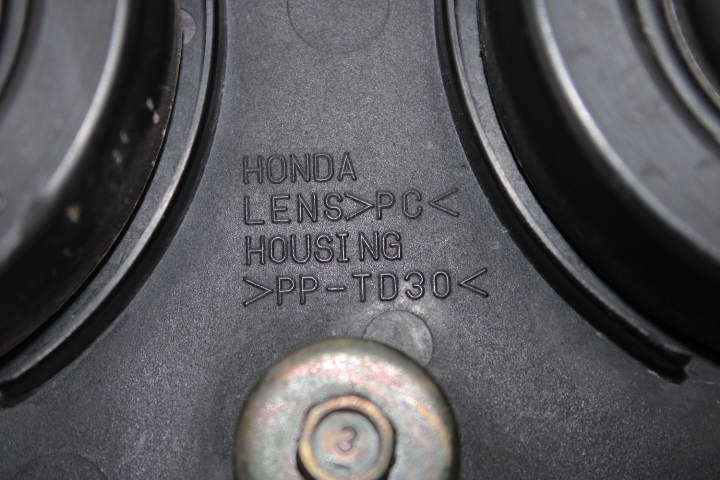 HONDA
LENS>PC<
HOUSING
>PP-TD30<
3